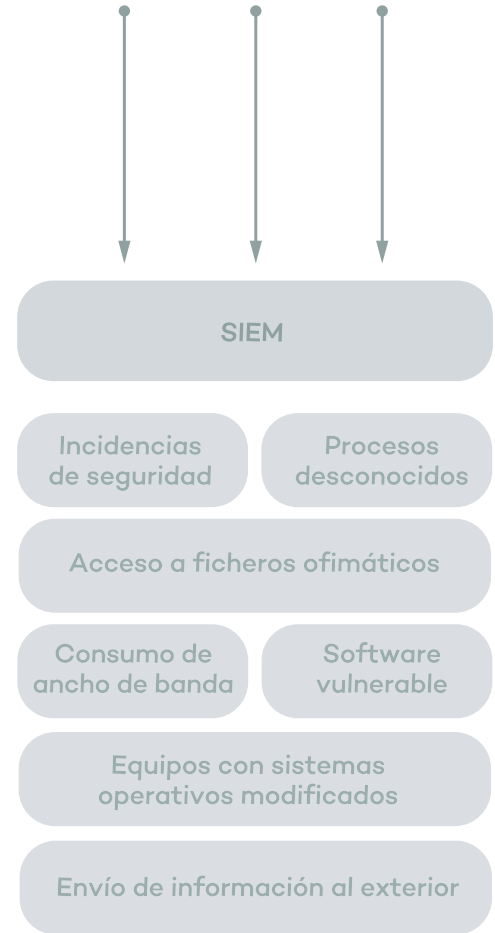 SIEM
Incidencias
de seguridad
Procesos
desconocidos
Acceso a ficheros ofimáticos
Consumo de
ancho de banda
Software
vulnerable
Equipos con sistemas
operativos modificados
Envío de información al exterior